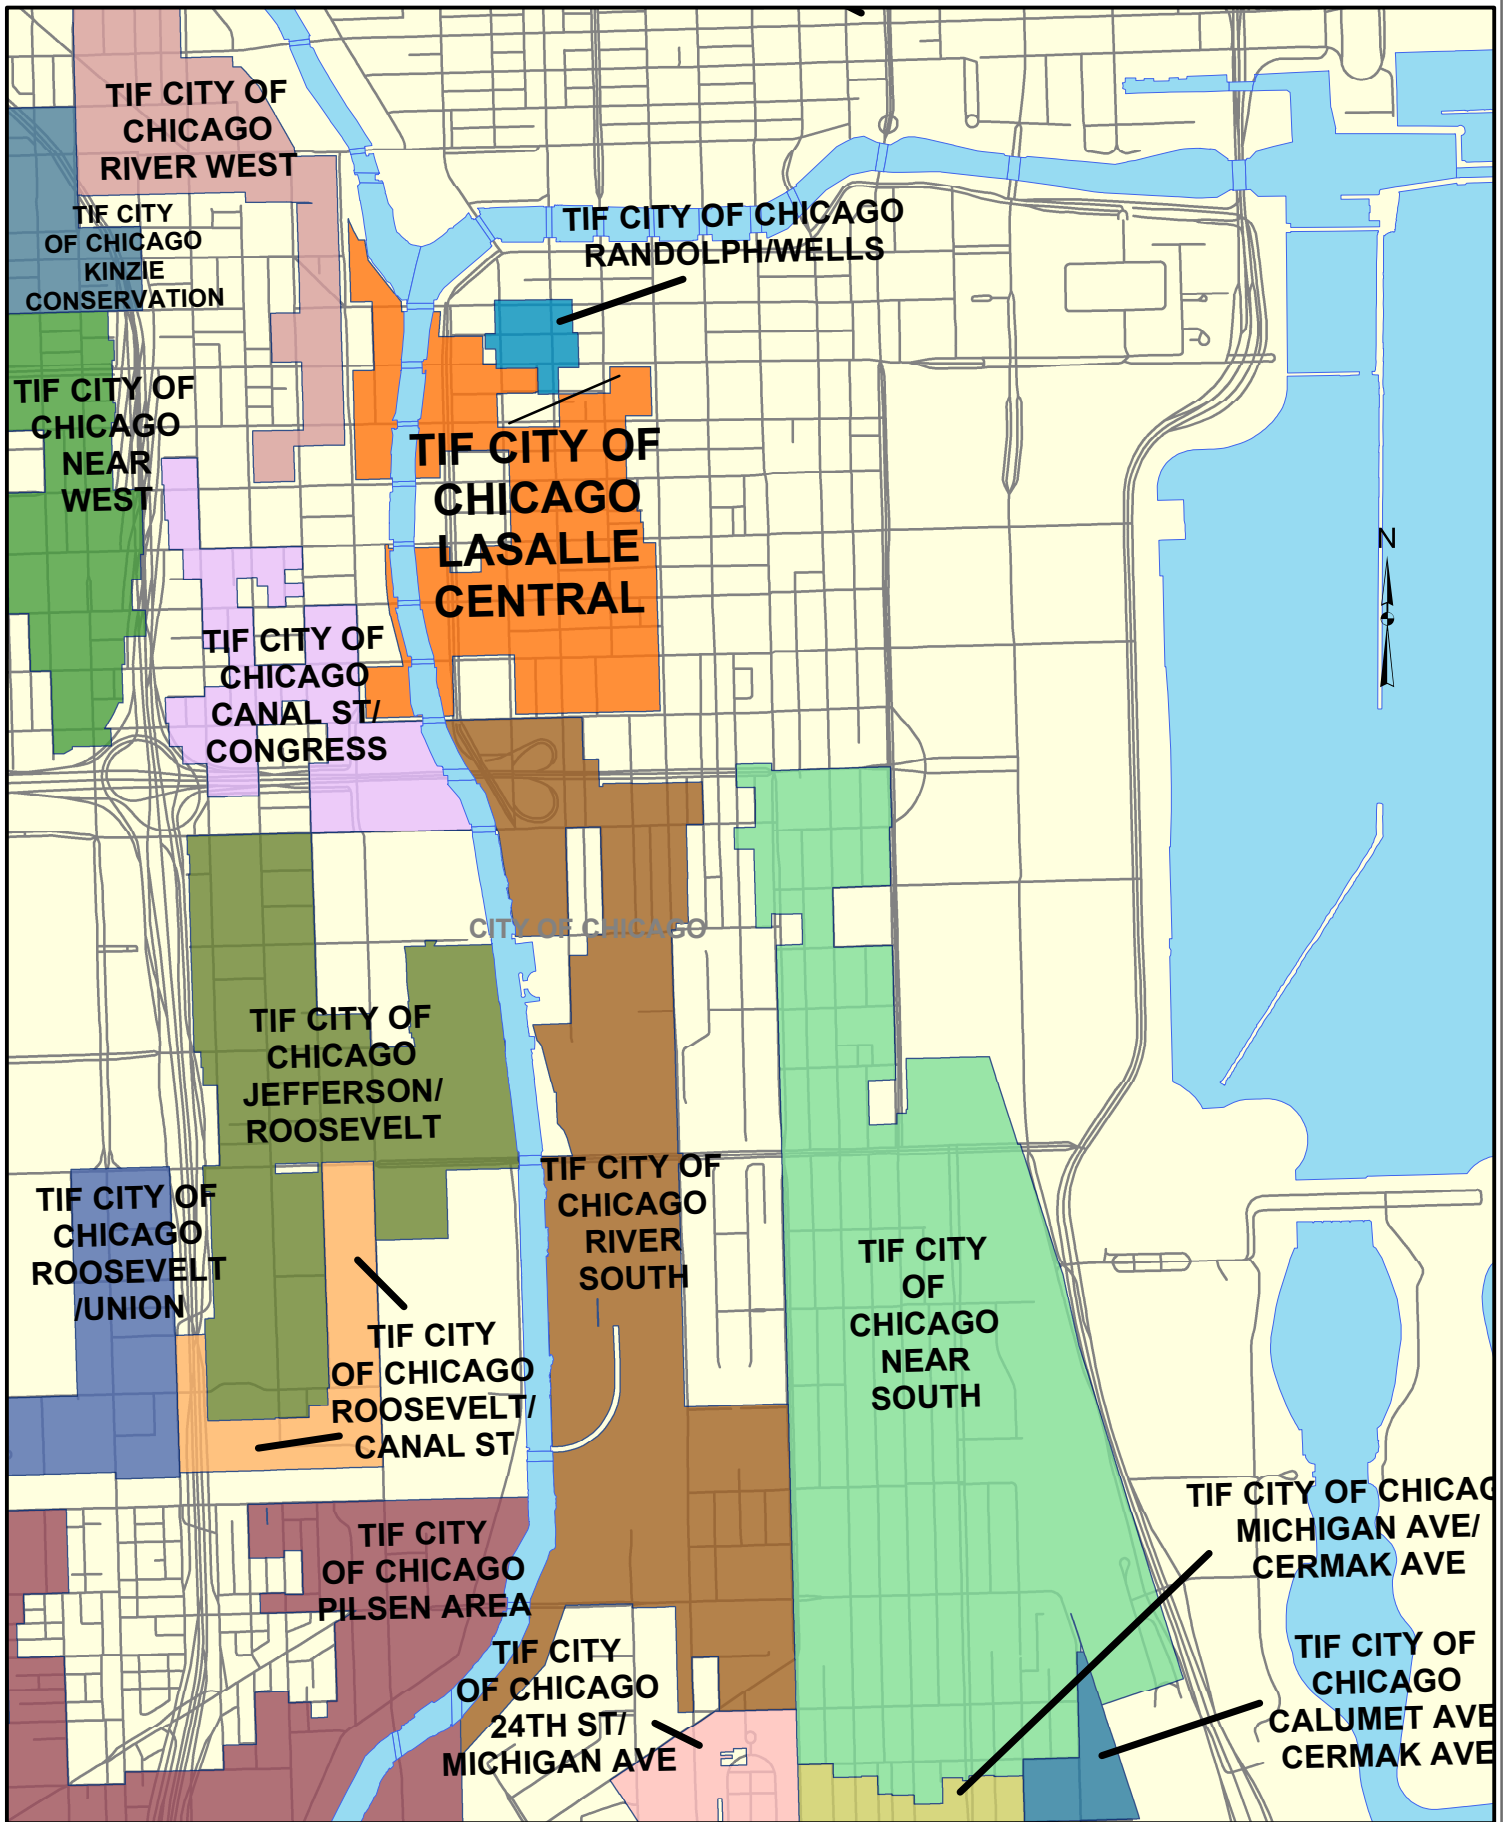 TIF CITY OF
CHICAGO
RIVER WEST
TIF CITY
OF CHICAGO
KINZIE
CONSERVATION
TIF CITY OF CHICAGO
RANDOLPH/WELLS
TIF CITY OF
CHICAGO
NEAR
WEST
TIF CITY OF
CHICAGO
LASALLE
CENTRAL
N
TIF CITY OF
CHICAGO
CANAL ST/
CONGRESS
CITY OF CHICAGO
TIF CITY OF
CHICAGO
JEFFERSON/
ROOSEVELT
TIF CITY OF
CHICAGO
RIVER
SOUTH
TIF CITY OF
CHICAGO
ROOSEVELT
/UNION
TIF CITY
OF
CHICAGO
NEAR
SOUTH
TIF CITY
OF CHICAGO
ROOSEVELT/
CANAL ST
TIF CITY OF CHICAG
MICHIGAN AVE/
CERMAK AVE
TIF CITY
OF CHICAGO
PILSEN AREA
TIF CITY
OF CHICAGO
24TH ST/
MICHIGAN AVE
TIF CITY OF
CHICAGO
CALUMET AVE
CERMAK AVE